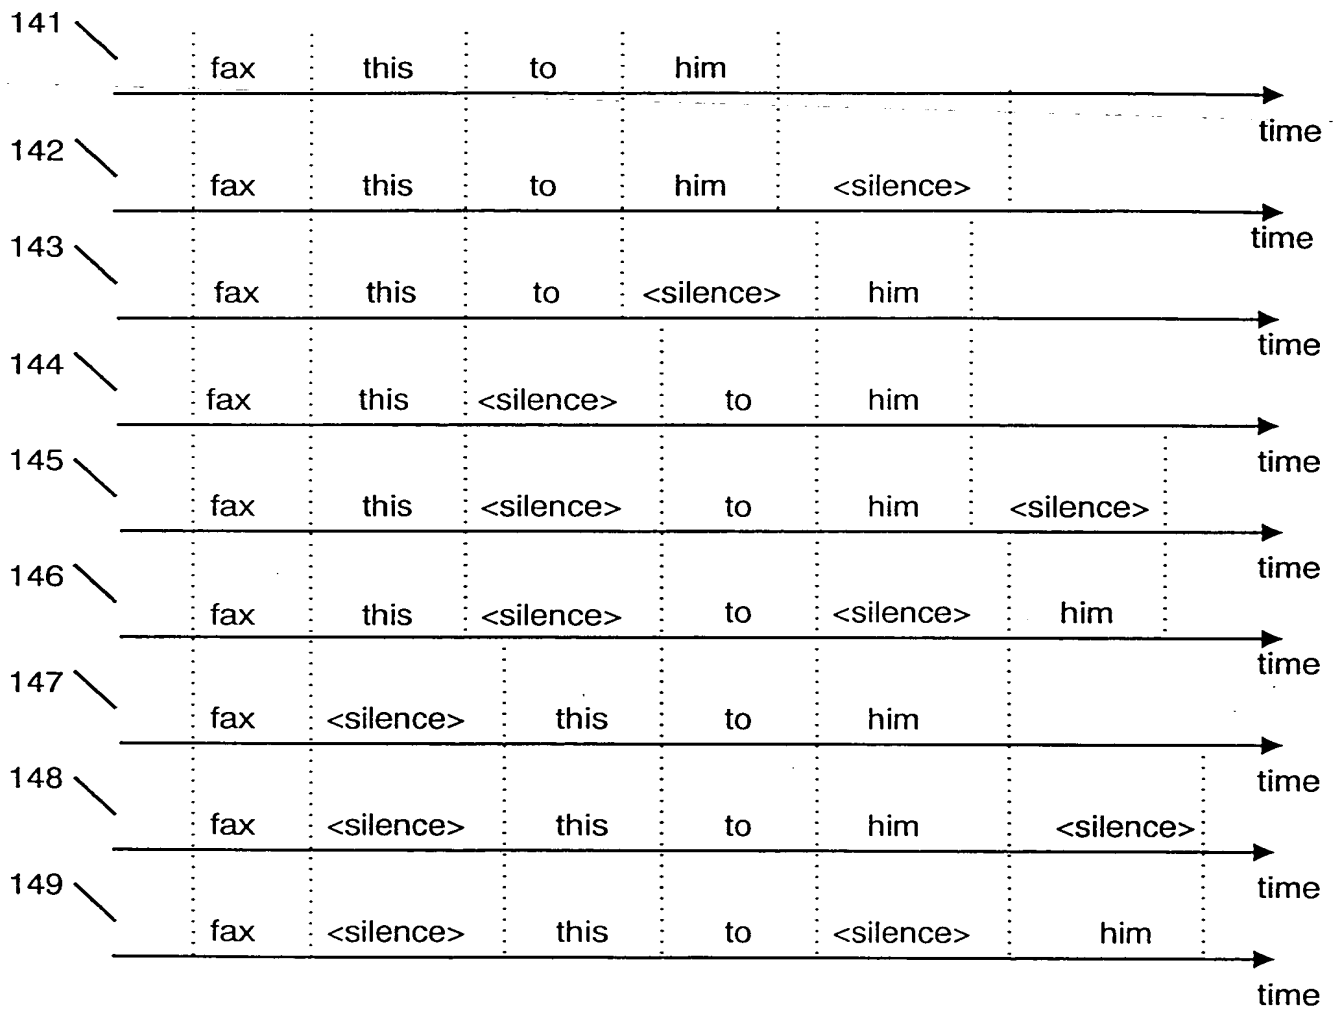 141
fax this to him
time
142
fax this to him <silence>
time
143
fax this to <silence> him
time
144
fax this <silence> to him
time
145
fax this <silence> to him <silence>
time
146
fax this <silence> to <silence> him
time
147
fax <silence> this to him
time
148
fax <silence> this to him <silence>
time
149
fax <silence> this to <silence> him
time